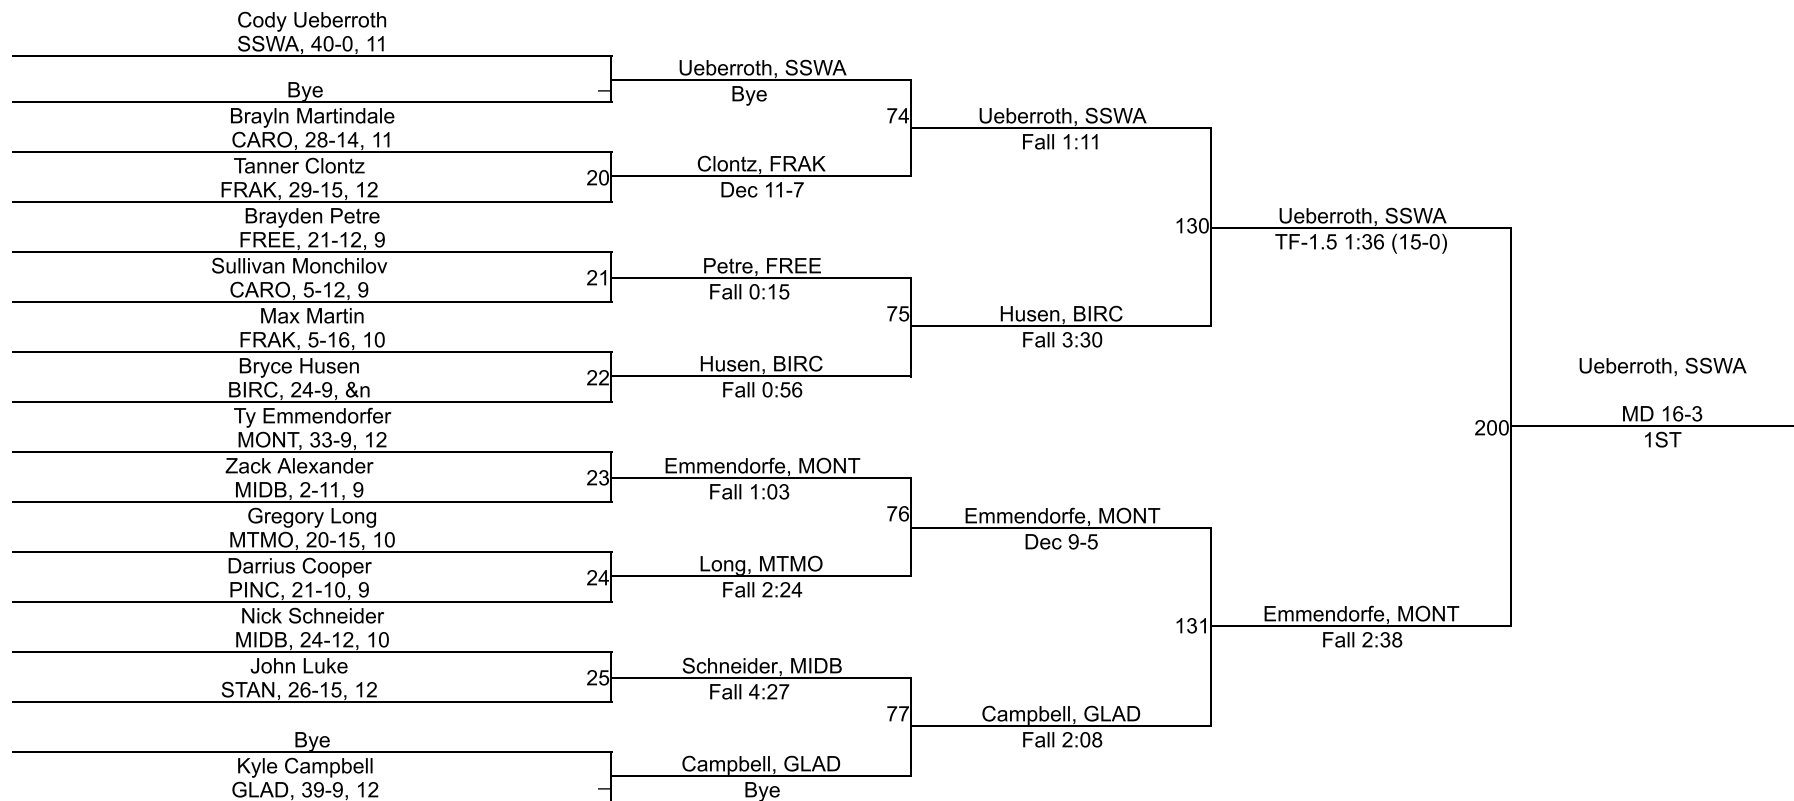 Cody Ueberroth
SSWA, 40-0, 11
Bye
Brayln Martindale
CARO, 28-14, 11
Tanner Clontz
FRAK, 29-15, 12
20
Brayden Petre
FREE, 21-12, 9
Sullivan Monchilov
CARO, 5-12, 9
21
Max Martin
FRAK, 5-16, 10
Bryce Husen
BIRC, 24-9, &n
22
Ty Emmendorfer
MONT, 33-9, 12
Zack Alexander
MIDB, 2-11, 9
23
Gregory Long
MTMO, 20-15, 10
Darrius Cooper
PINC, 21-10, 9
24
Nick Schneider
MIDB, 24-12, 10
John Luke
STAN, 26-15, 12
25
Bye
Kyle Campbell
GLAD, 39-9, 12
Ueberroth, SSWA
Bye
74
Clontz, FRAK
Dec 11-7
Petre, FREE
Fall 0:15
75
Husen, BIRC
Fall 0:56
Emmendorfe, MONT
Fall 1:03
76
Long, MTMO
Fall 2:24
Schneider, MIDB
Fall 4:27
77
Campbell, GLAD
Bye
Ueberroth, SSWA
Fall 1:11
130
Husen, BIRC
Fall 3:30
Emmendorfe, MONT
Dec 9-5
131
Campbell, GLAD
Fall 2:08
Ueberroth, SSWA
TF-1.5 1:36 (15-0)
200
Emmendorfe, MONT
Fall 2:38
Ueberroth, SSWA
MD 16-3
1ST